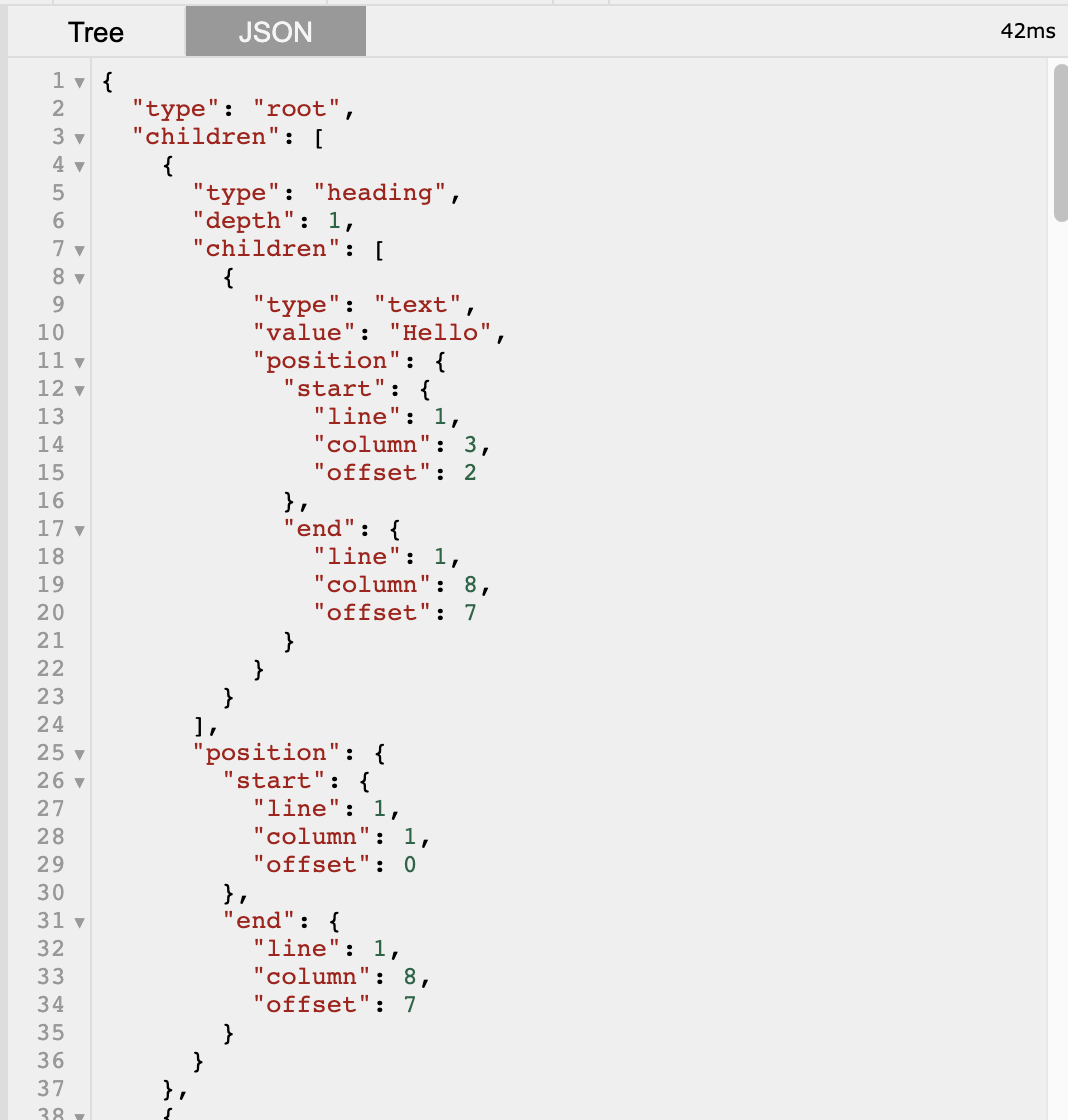 Tree JSON 42ms
1 {
2 "type": "root",
3 "children": [
4 {
5 "type": "heading",
6 "depth": 1,
7 "children": [
8 {
9 "type": "text",
10 "value": "Hello",
11 "position": {
12 "start": {
13 "line": 1,
14 "column": 3,
15 "offset": 2
16 },
17 "end": {
18 "line": 1,
19 "column": 8,
20 "offset": 7
21 }
22 }
23 }
24 ],
25 "position": {
26 "start": {
27 "line": 1,
28 "column": 1,
29 "offset": 0
30 },
31 "end": {
32 "line": 1,
33 "column": 8,
34 "offset": 7
35 }
36 }
37 },
38 {